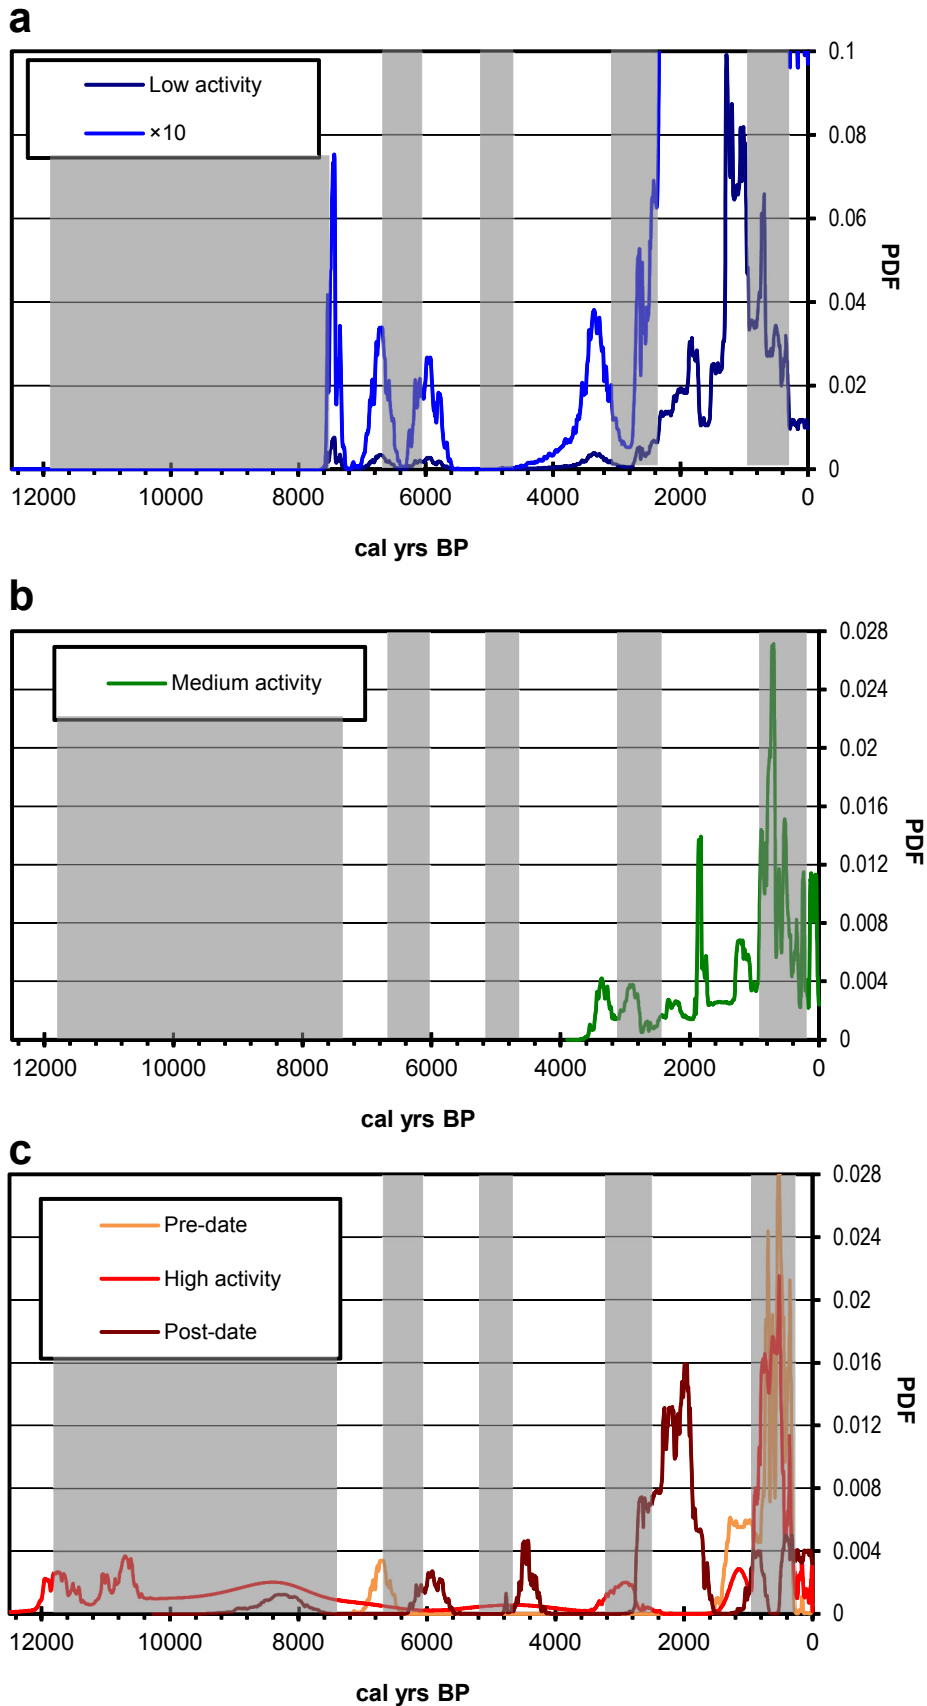 a
Low activity
×10
0.1
0.08
0.06
0.04
0.02
0
PDF
12000 10000 8000 6000 4000 2000 0
cal yrs BP
b
Medium activity
0.028
0.024
0.02
0.016
0.012
0.008
0.004
0
PDF
12000 10000 8000 6000 4000 2000 0
cal yrs BP
c
Pre-date
High activity
Post-date
0.028
0.024
0.02
0.016
0.012
0.008
0.004
0
PDF
12000 10000 8000 6000 4000 2000 0
cal yrs BP